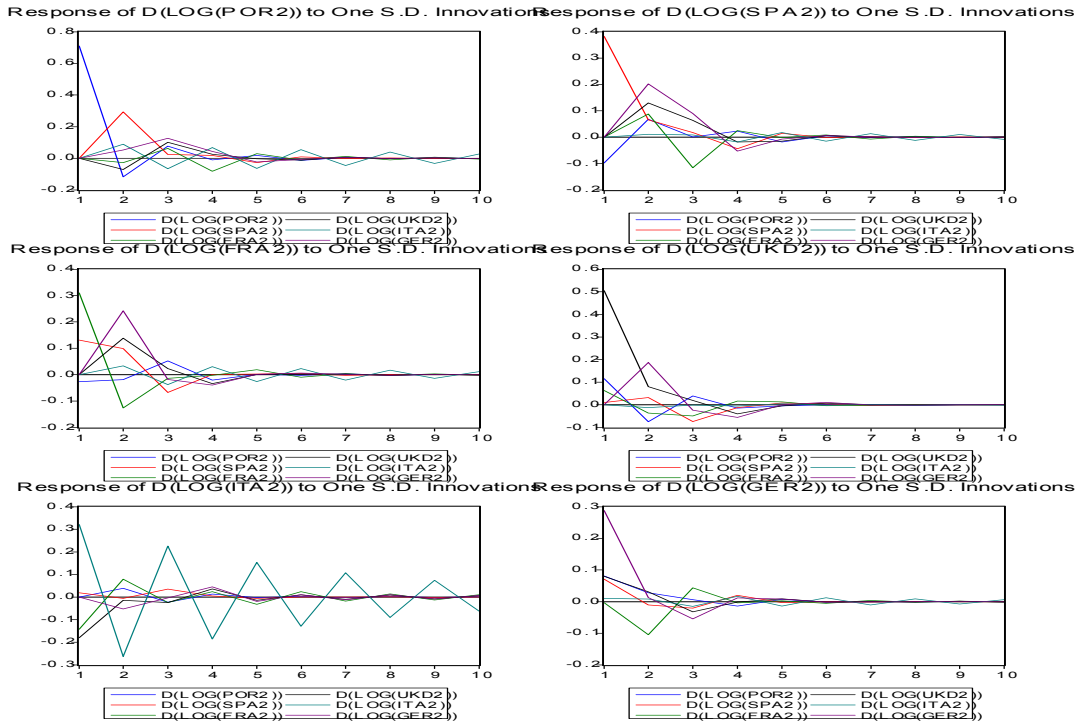 Response of D(LOG(POR2)) to One S.D. Innovations
0.8
0.6
0.4
0.2
0.0
-0.2
1 2 3 4 5 6 7 8 9 10
D(LOG(POR2)) D(LOG(UKD2))
D(LOG(SPA2)) D(LOG(ITA2))
D(LOG(FRA2)) D(LOG(GER2))
Response of D(LOG(SPA2)) to One S.D. Innovations
0.4
0.3
0.2
0.1
0.0
-0.1
-0.2
1 2 3 4 5 6 7 8 9 10
D(LOG(POR2)) D(LOG(UKD2))
D(LOG(SPA2)) D(LOG(ITA2))
D(LOG(FRA2)) D(LOG(GER2))
Response of D(LOG(FRA2)) to One S.D. Innovations
0.4
0.3
0.2
0.1
0.0
-0.1
-0.2
1 2 3 4 5 6 7 8 9 10
D(LOG(POR2)) D(LOG(UKD2))
D(LOG(SPA2)) D(LOG(ITA2))
D(LOG(FRA2)) D(LOG(GER2))
Response of D(LOG(UKD2)) to One S.D. Innovations
0.6
0.5
0.4
0.3
0.2
0.1
0.0
-0.1
1 2 3 4 5 6 7 8 9 10
D(LOG(POR2)) D(LOG(UKD2))
D(LOG(SPA2)) D(LOG(ITA2))
D(LOG(FRA2)) D(LOG(GER2))
Response of D(LOG(ITA2)) to One S.D. Innovations
0.4
0.3
0.2
0.1
0.0
-0.1
-0.2
-0.3
1 2 3 4 5 6 7 8 9 10
D(LOG(POR2)) D(LOG(UKD2))
D(LOG(SPA2)) D(LOG(ITA2))
D(LOG(FRA2)) D(LOG(GER2))
Response of D(LOG(GER2)) to One S.D. Innovations
0.3
0.2
0.1
0.0
-0.1
-0.2
1 2 3 4 5 6 7 8 9 10
D(LOG(POR2)) D(LOG(UKD2))
D(LOG(SPA2)) D(LOG(ITA2))
D(LOG(FRA2)) D(LOG(GER2))